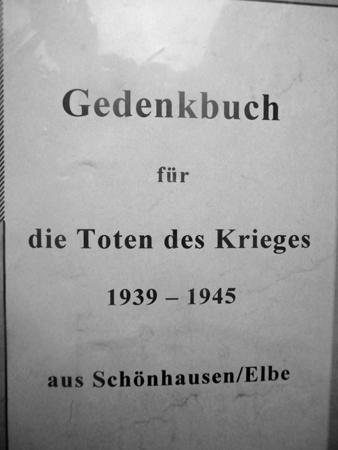 Gedenkbuch
für
die Toten des Krieges
1939 – 1945
aus Schönhausen/Elbe